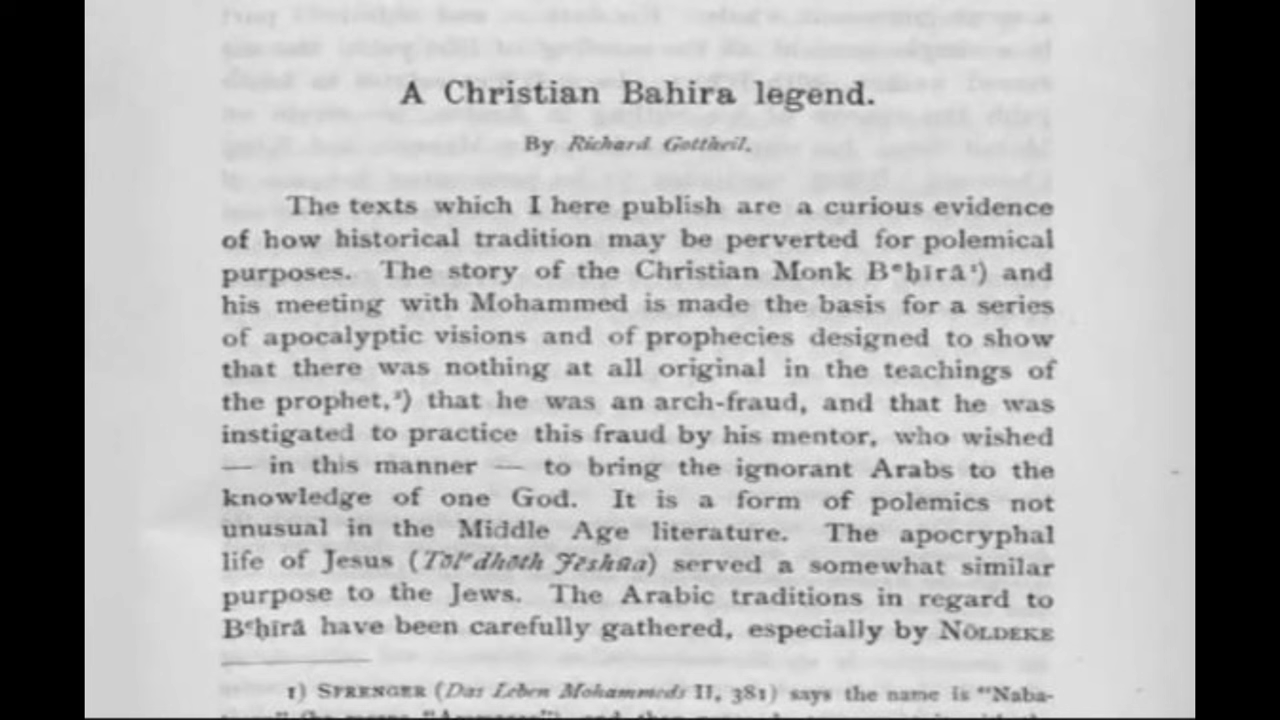 A Christian Bahira legend.
By Richard Gottheil.
The texts which I here publish are a curious evidence
of how historical tradition may be perverted for polemical
purposes. The story of the Christian Monk Bᵉḥīrā¹) and
his meeting with Mohammed is made the basis for a series
of apocalyptic visions and of prophecies designed to show
that there was nothing at all original in the teachings of
the prophet,²) that he was an arch-fraud, and that he was
instigated to practice this fraud by his mentor, who wished
— in this manner — to bring the ignorant Arabs to the
knowledge of one God. It is a form of polemics not
unusual in the Middle Age literature. The apocryphal
life of Jesus (Tōlᵉdhōth Jēshūa) served a somewhat similar
purpose to the Jews. The Arabic traditions in regard to
Bᵉḥīrā have been carefully gathered, especially by NÖLDEKE
1) SPRENGER (Das Leben Mohammeds II, 381) says the name is "Naba-